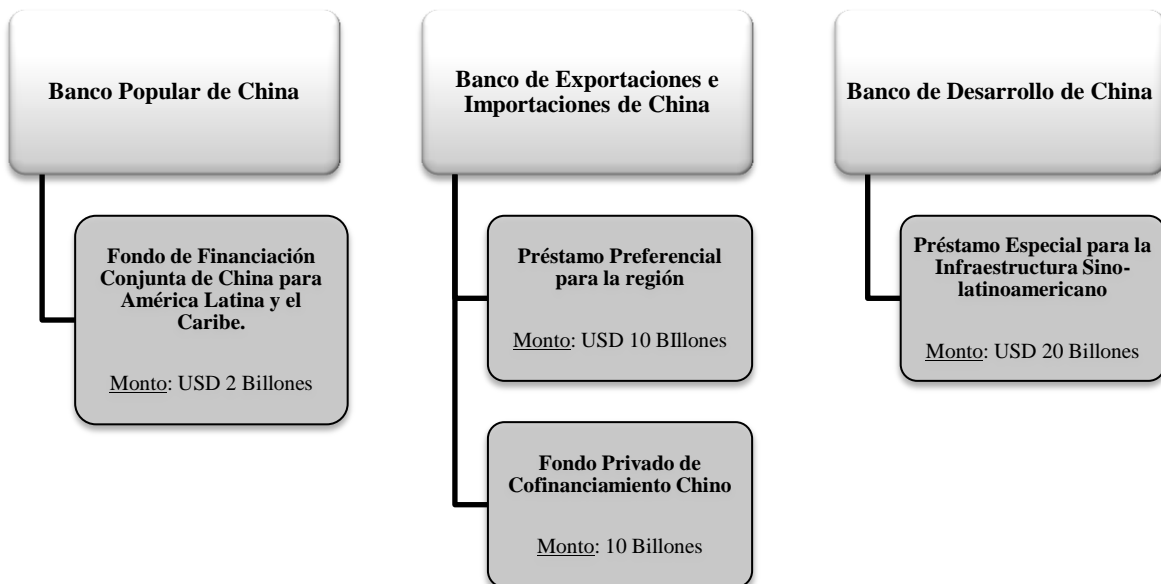 Banco Popular de China
Fondo de Financiación
Conjunta de China para
América Latina y el
Caribe.
Monto: USD 2 Billones
Banco de Exportaciones e
Importaciones de China
Préstamo Preferencial
para la región
Monto: USD 10 BIllones
Fondo Privado de
Cofinanciamiento Chino
Monto: 10 Billones
Banco de Desarrollo de China
Préstamo Especial para la
Infraestructura Sino-
latinoamericano
Monto: USD 20 Billones